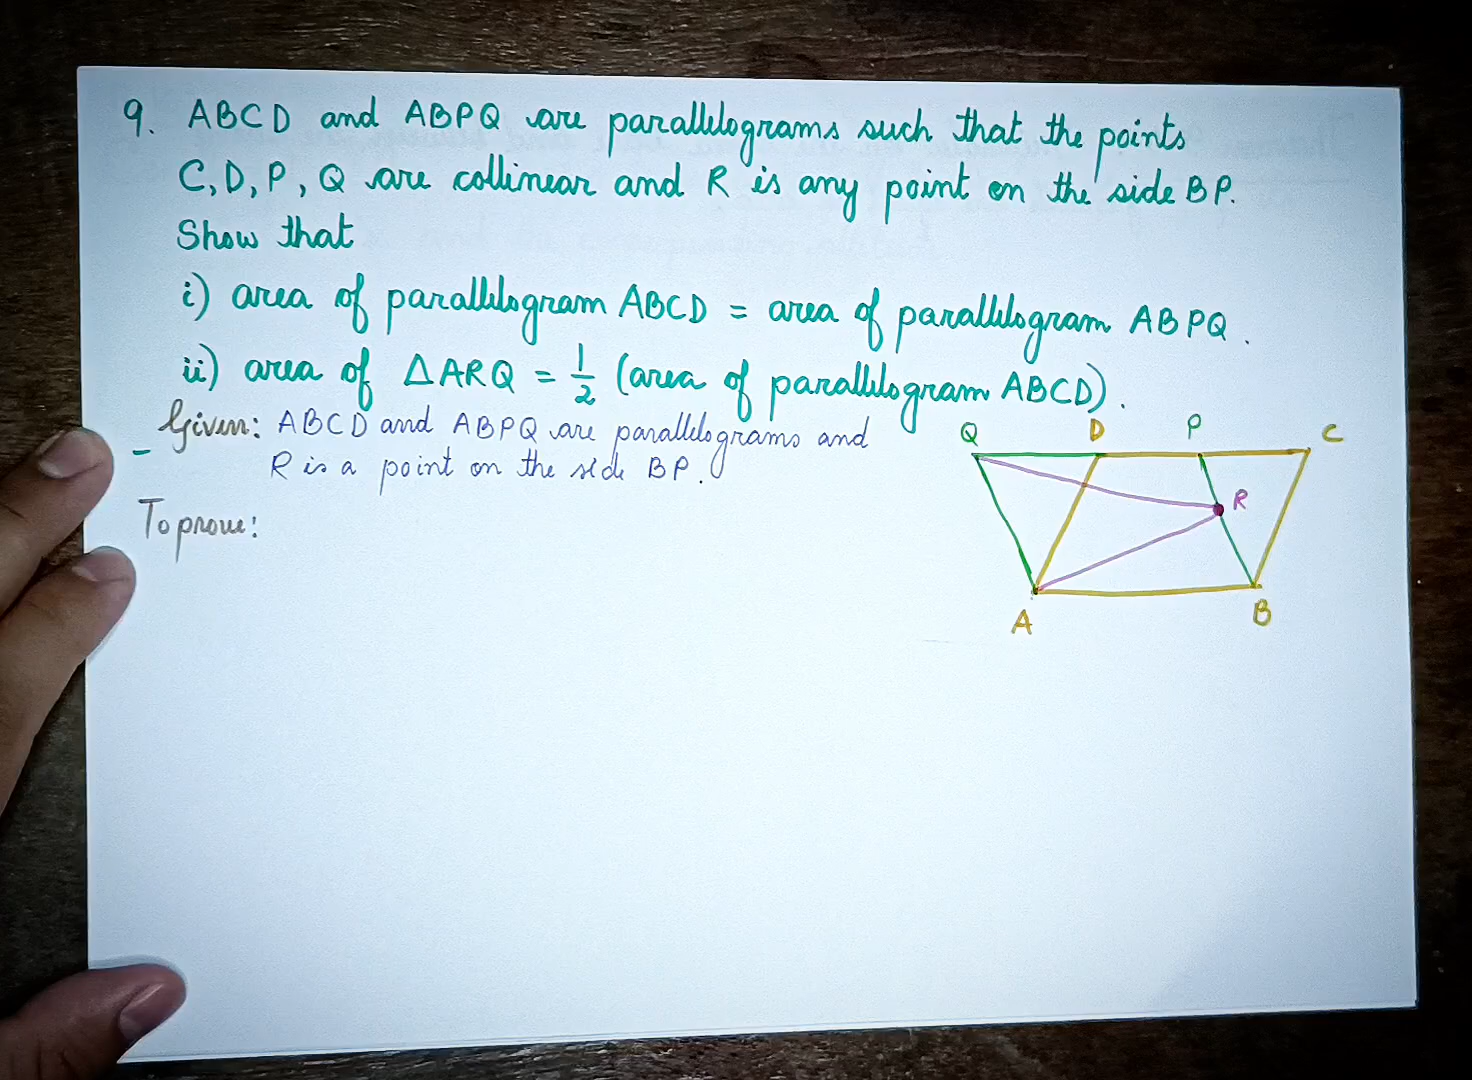 9. ABCD and ABPQ are parallelograms such that the points
C, D, P, Q are collinear and R is any point on the side BP.
Show that
i) area of parallelogram ABCD = area of parallelogram ABPQ.
ii) area of ΔARQ = 1/2 (area of parallelogram ABCD).
Given: ABCD and ABPQ are parallelograms and
R is a point on the side BP.
To prove:
Q D P C
R
A B